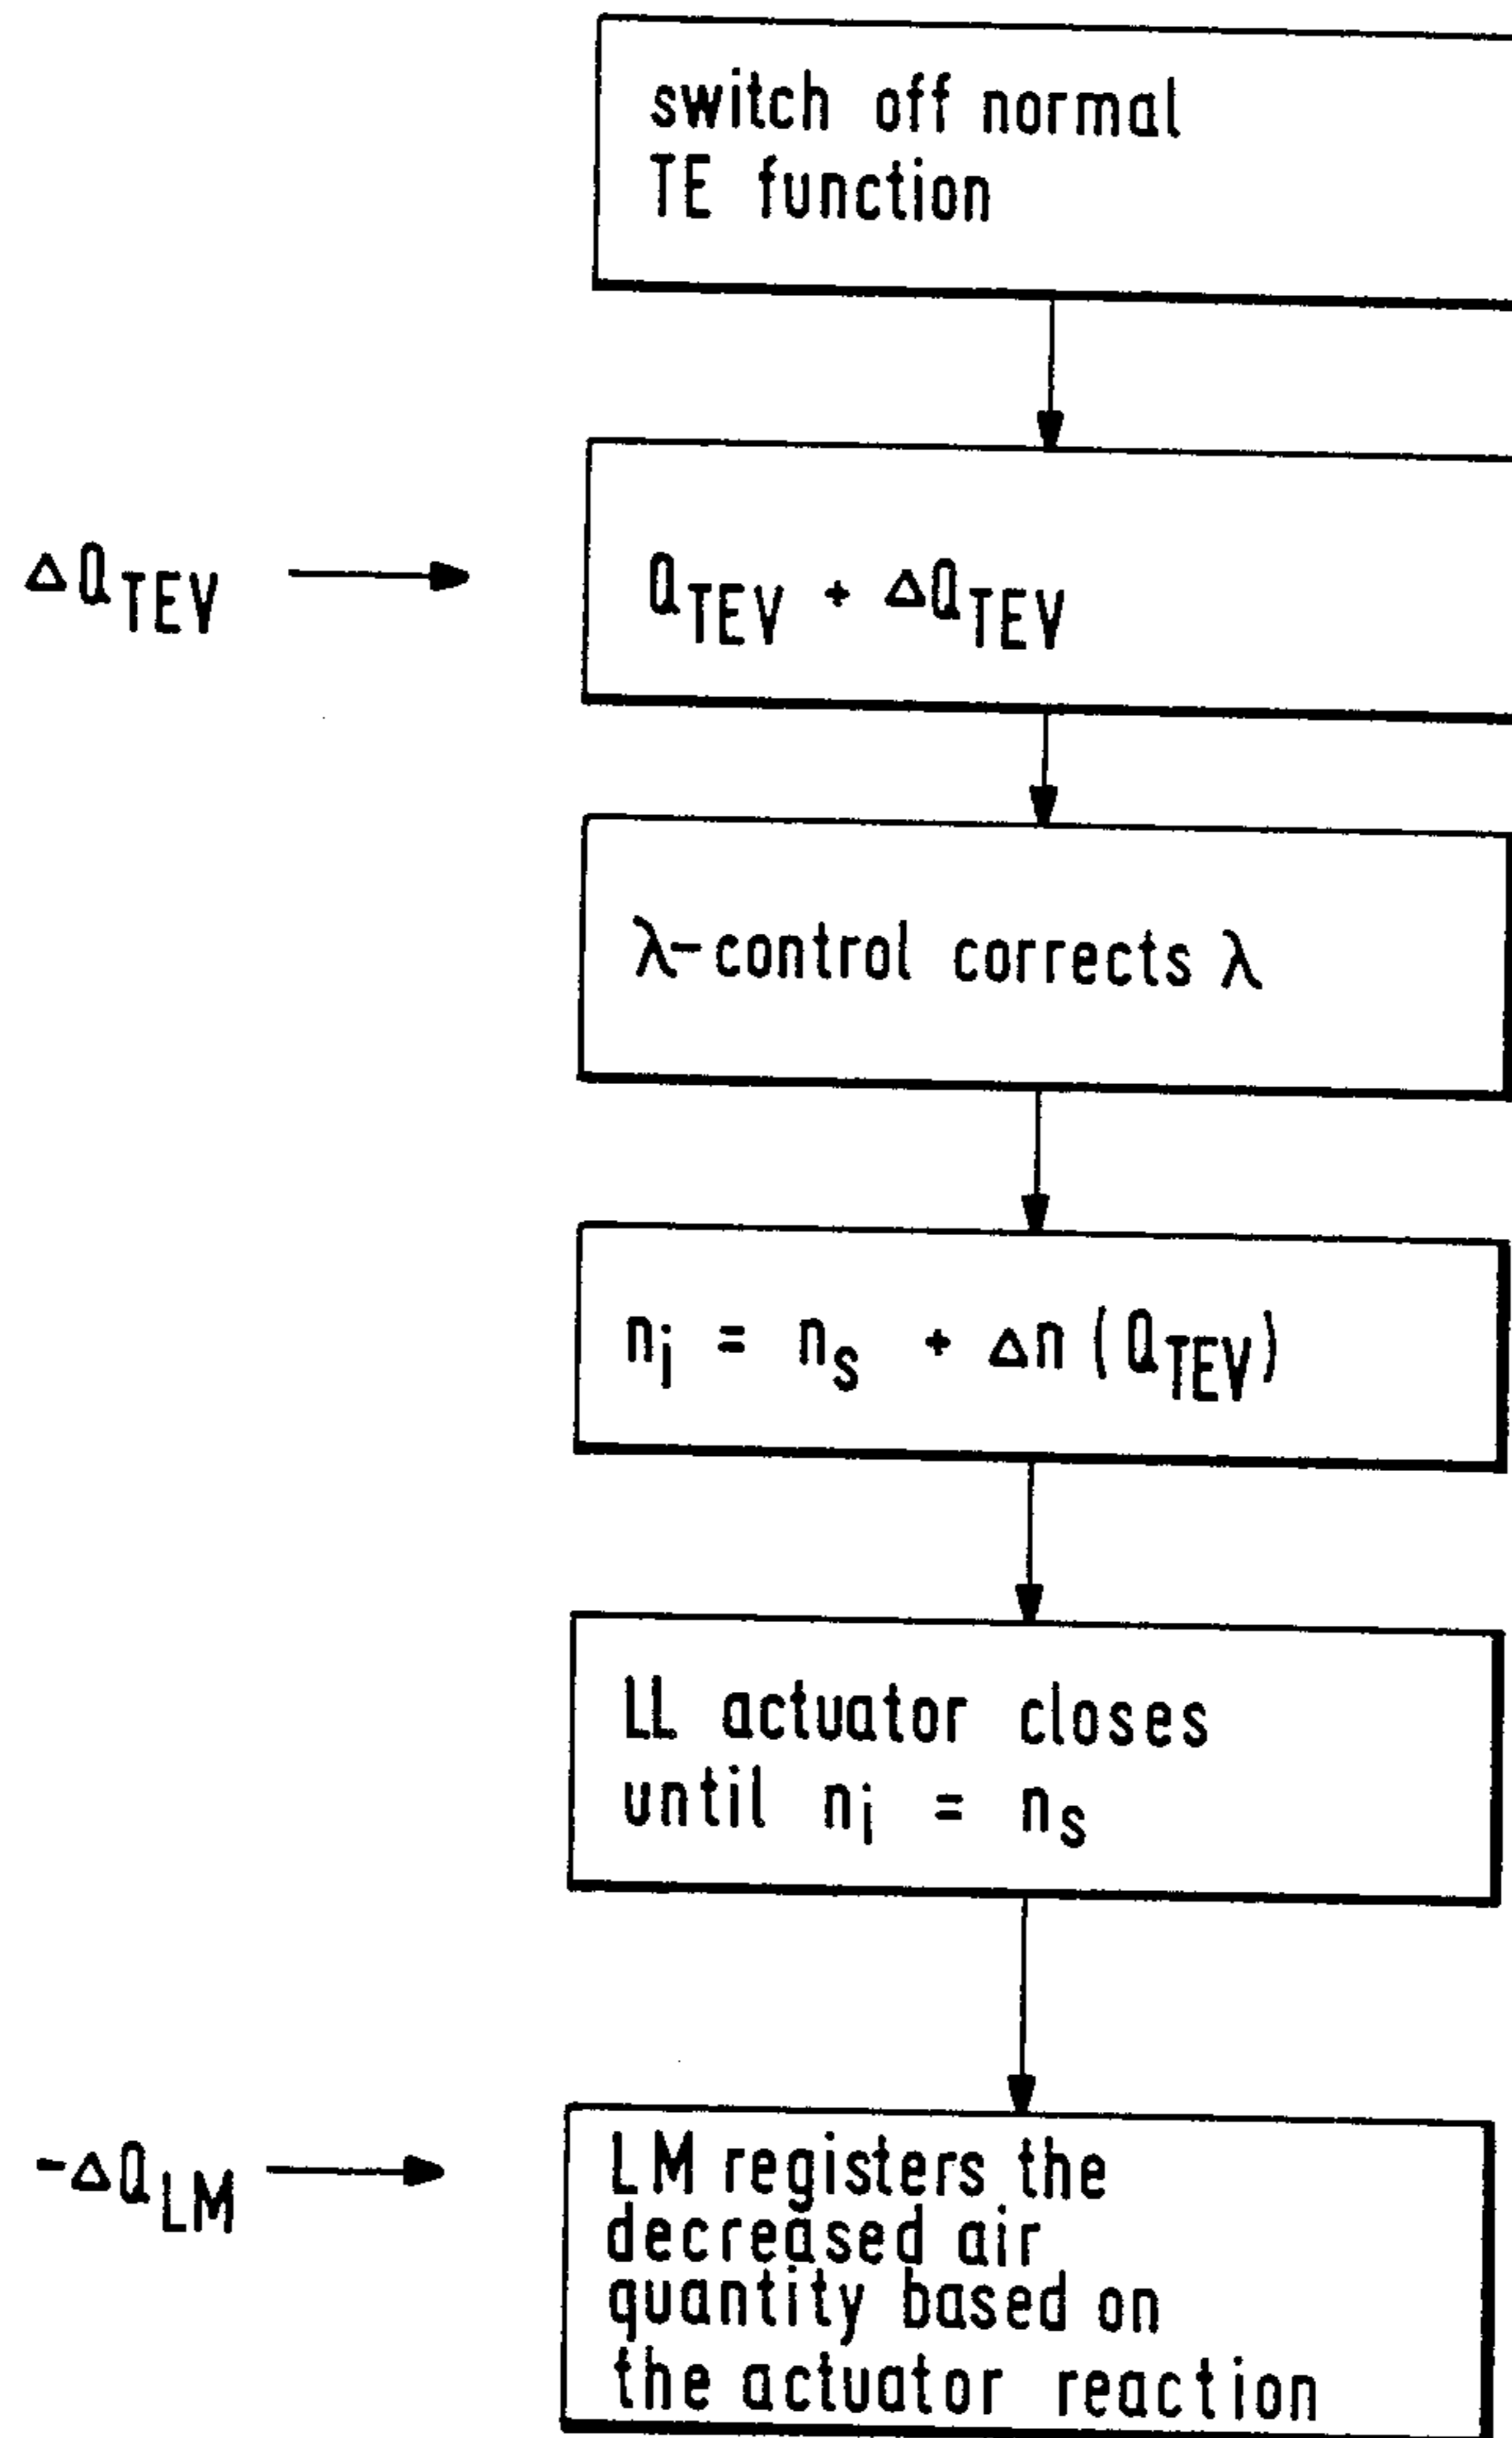 switch off normal
TE function
ΔQTEV
QTEV + ΔQTEV
λ-control corrects λ
ni = ns + Δn (QTEV)
LL actuator closes
until ni = ns
-ΔQLM
LM registers the
decreased air
quantity based on
the actuator reaction